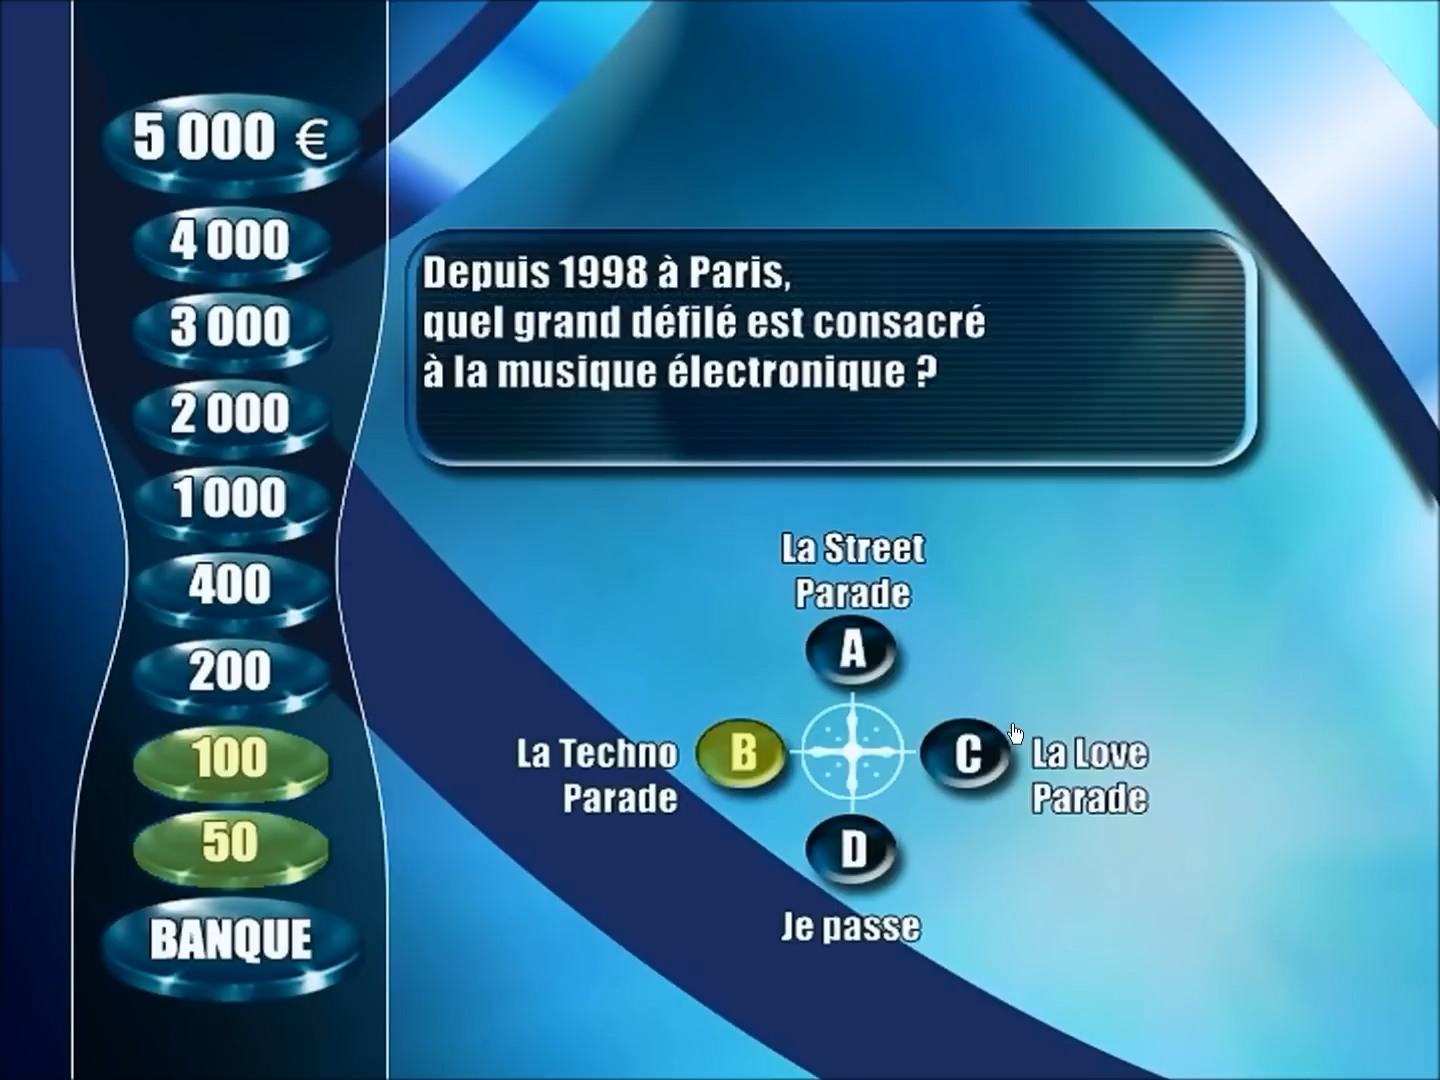 5 000 €
4 000
3 000
2 000
1 000
400
200
100
50
BANQUE
Depuis 1998 à Paris,
quel grand défilé est consacré
à la musique électronique ?
La Street
Parade
A
La Techno
Parade
B
C
La Love
Parade
D
Je passe